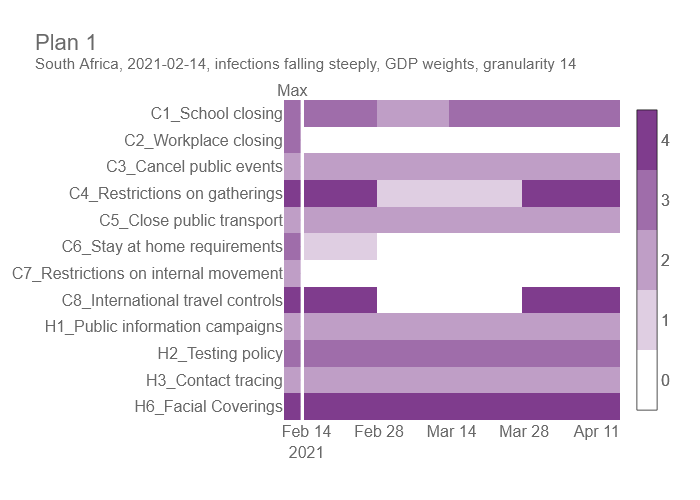 Plan 1
South Africa, 2021-02-14, infections falling steeply, GDP weights, granularity 14
Max
C1_School closing
C2_Workplace closing
C3_Cancel public events
C4_Restrictions on gatherings
C5_Close public transport
C6_Stay at home requirements
C7_Restrictions on internal movement
C8_International travel controls
H1_Public information campaigns
H2_Testing policy
H3_Contact tracing
H6_Facial Coverings
4
3
2
1
0
Feb 14 Feb 28 Mar 14 Mar 28 Apr 11
2021